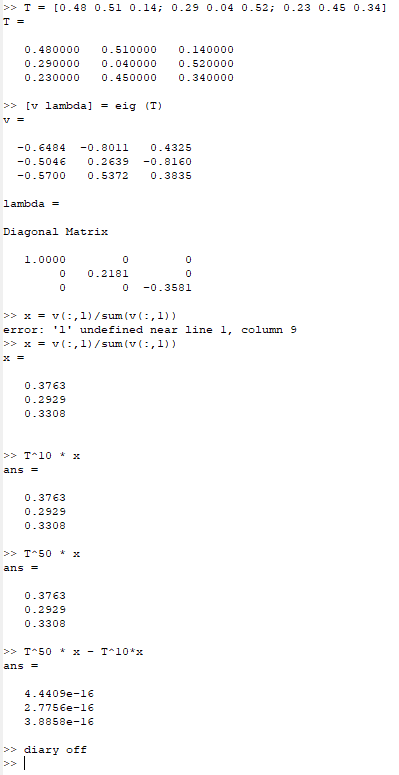 >> T = [0.48 0.51 0.14; 0.29 0.04 0.52; 0.23 0.45 0.34]
T =
0.480000 0.510000 0.140000
0.290000 0.040000 0.520000
0.230000 0.450000 0.340000
>> [v lambda] = eig (T)
v =
-0.6484 -0.8011 0.4325
-0.5046 0.2639 -0.8160
-0.5700 0.5372 0.3835
lambda =
Diagonal Matrix
1.0000 0 0
0 0.2181 0
0 0 -0.3581
>> x = v(:,l)/sum(v(:,l))
error: 'l' undefined near line 1, column 9
>> x = v(:,1)/sum(v(:,1))
x =
0.3763
0.2929
0.3308
>> T^10 * x
ans =
0.3763
0.2929
0.3308
>> T^50 * x
ans =
0.3763
0.2929
0.3308
>> T^50 * x - T^10*x
ans =
4.4409e-16
2.7756e-16
3.8858e-16
>> diary off
>>